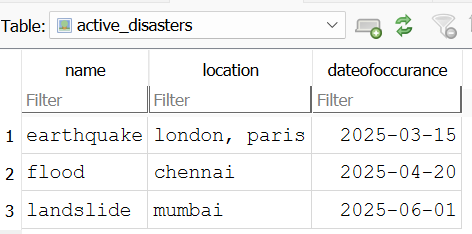 Table: active_disasters
name location dateofoccurance
Filter Filter Filter
1 earthquake london, paris 2025-03-15
2 flood chennai 2025-04-20
3 landslide mumbai 2025-06-01